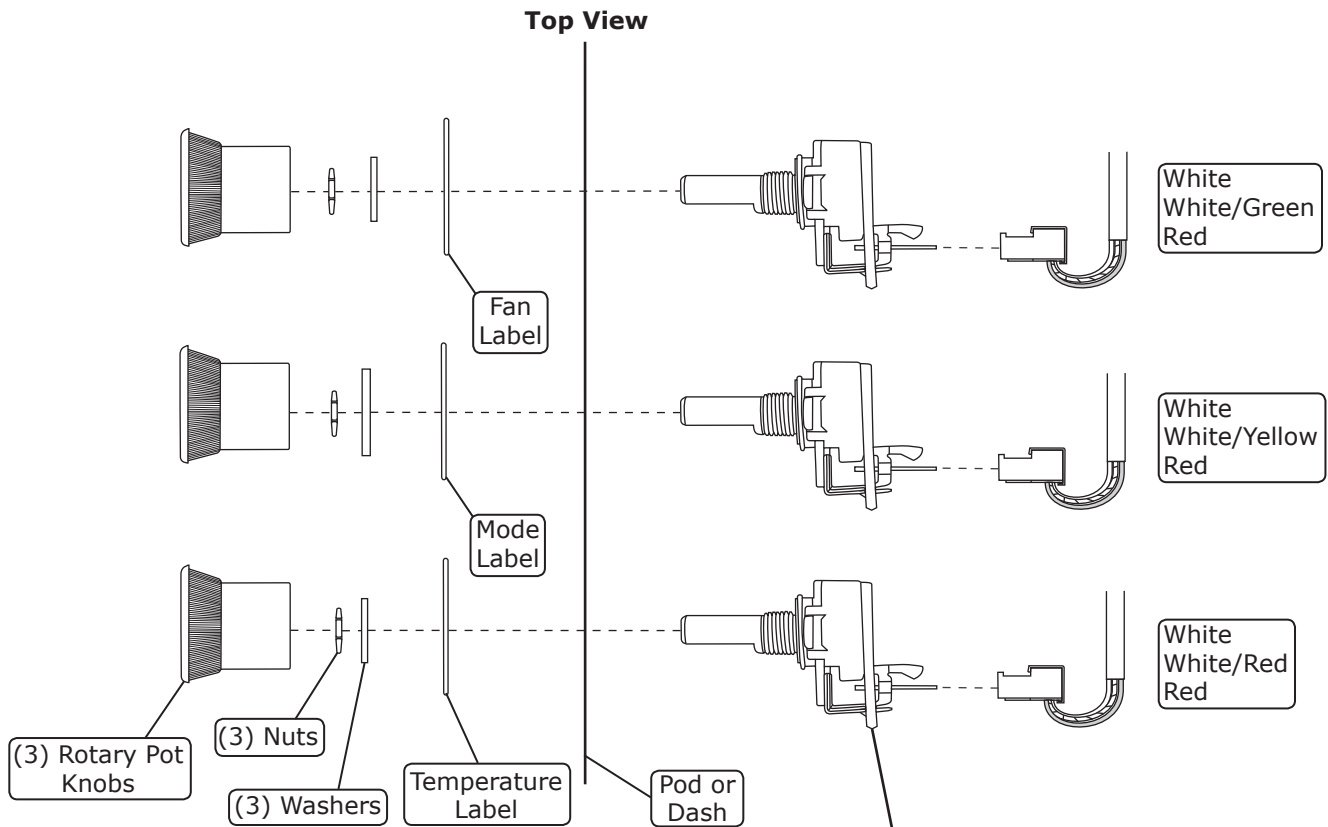 Top View
White
White/Green
Red
Fan
Label
White
White/Yellow
Red
Mode
Label
White
White/Red
Red
(3) Rotary Pot
Knobs
(3) Nuts
(3) Washers
Temperature
Label
Pod or
Dash